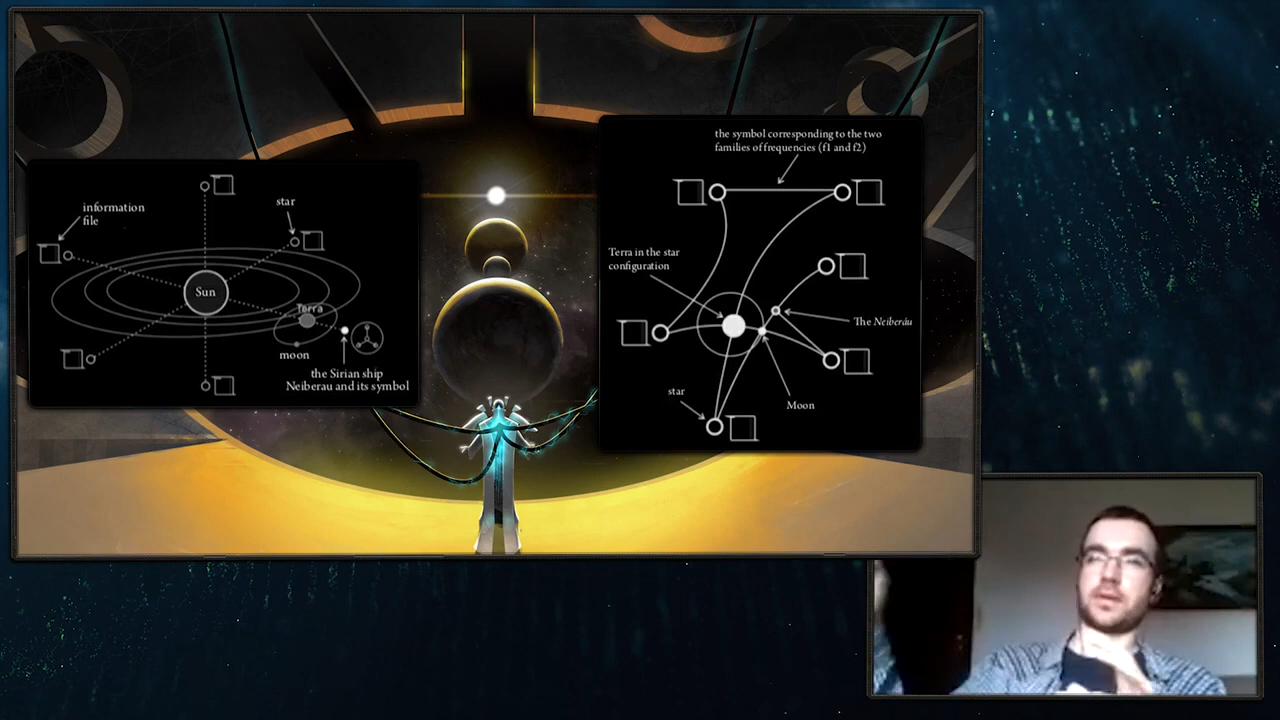 information
file
star
Sun
Terra
moon
the Sirian ship
Neiberau and its symbol
the symbol corresponding to the two
families of frequencies (f1 and f2)
Terra in the star
configuration
The Neiberáu
star
Moon